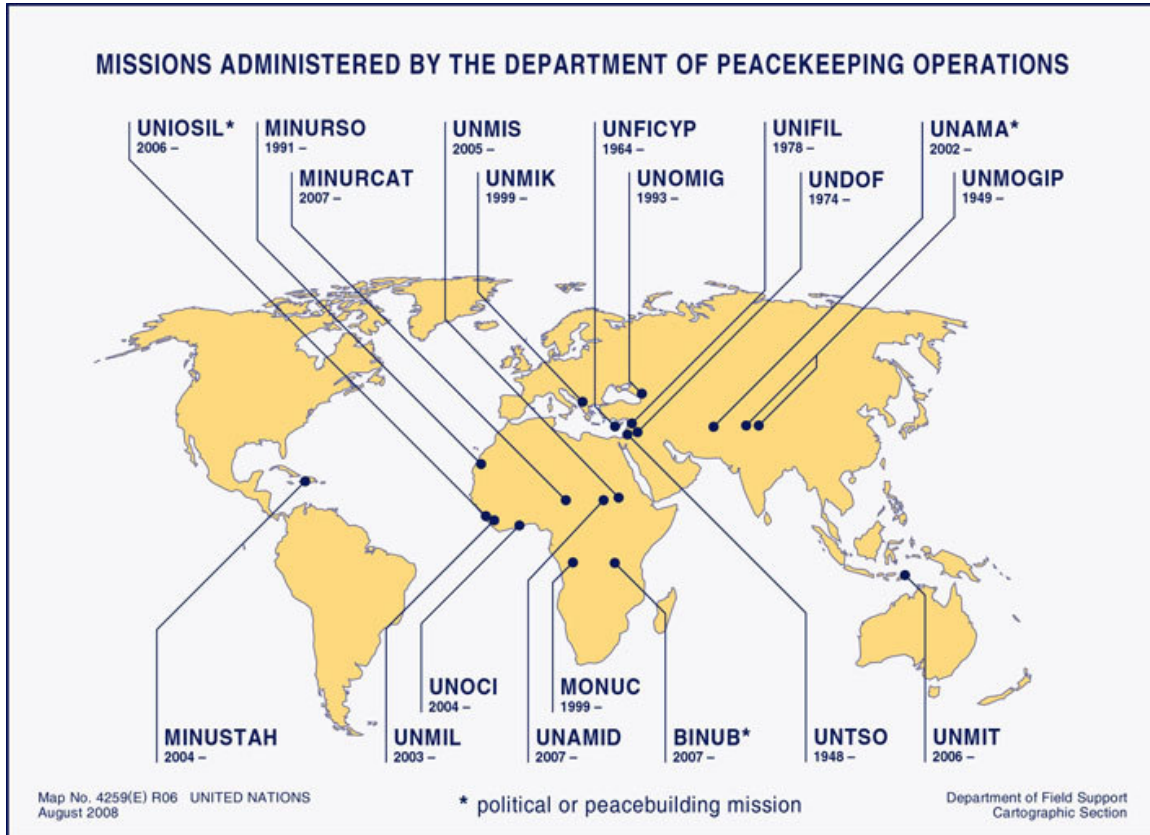 MISSIONS ADMINISTERED BY THE DEPARTMENT OF PEACEKEEPING OPERATIONS
UNIOSIL*
2006 –
MINURSO
1991 –
UNMIS
2005 –
UNFICYP
1964 –
UNIFIL
1978 –
UNAMA*
2002 –
MINURCAT
2007 –
UNMIK
1999 –
UNOMIG
1993 –
UNDOF
1974 –
UNMOGIP
1949 –
UNOCI
2004 –
MONUC
1999 –
MINUSTAH
2004 –
UNMIL
2003 –
UNAMID
2007 –
BINUB*
2007 –
UNTSO
1948 –
UNMIT
2006 –
Map No. 4259(E) R06 UNITED NATIONS
August 2008
* political or peacebuilding mission
Department of Field Support
Cartographic Section